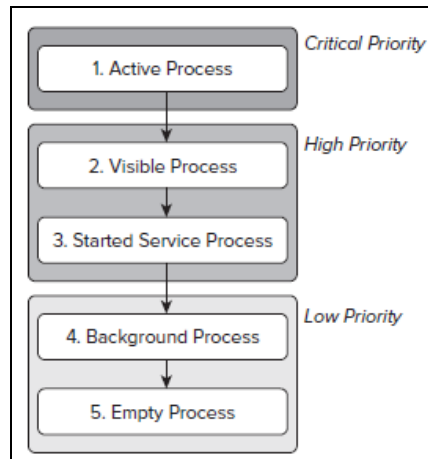 Critical Priority
1. Active Process
High Priority
2. Visible Process
3. Started Service Process
Low Priority
4. Background Process
5. Empty Process